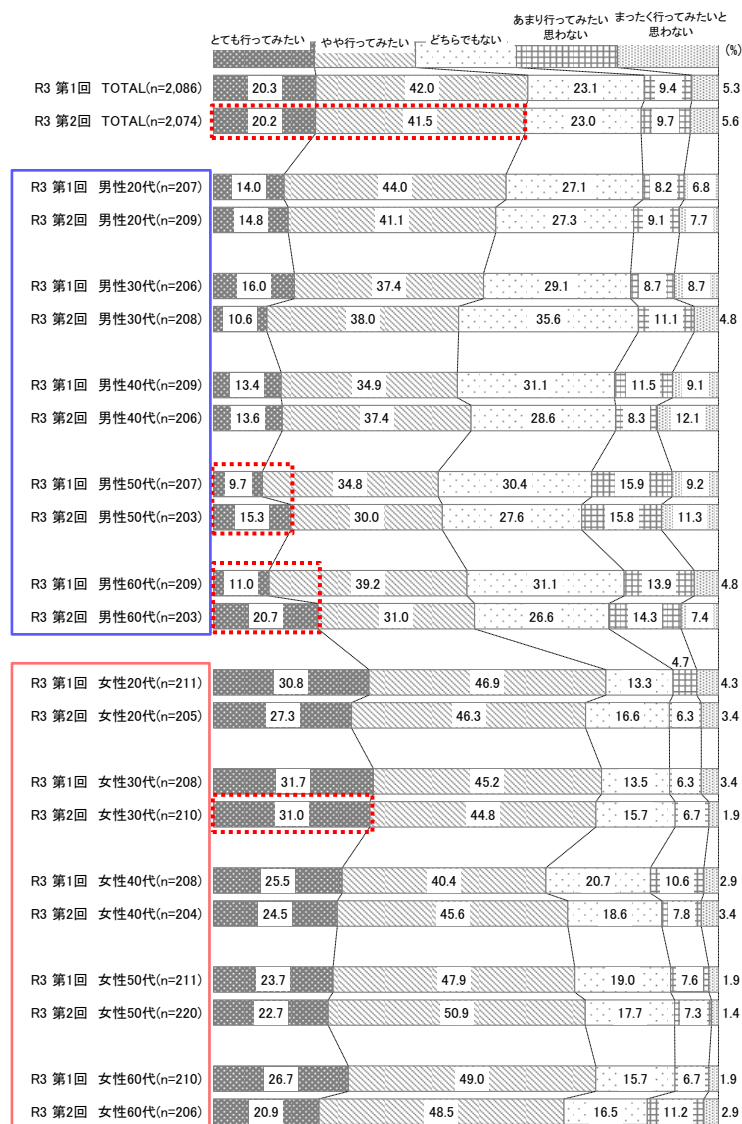 とても行ってみたい やや行ってみたい どちらでもない あまり行ってみたい思わない まったく行ってみたいと思わない
(%)
R3 第1回 TOTAL(n=2,086) 20.3 42.0 23.1 9.4 5.3
R3 第2回 TOTAL(n=2,074) 20.2 41.5 23.0 9.7 5.6
R3 第1回 男性20代(n=207) 14.0 44.0 27.1 8.2 6.8
R3 第2回 男性20代(n=209) 14.8 41.1 27.3 9.1 7.7
R3 第1回 男性30代(n=206) 16.0 37.4 29.1 8.7 8.7
R3 第2回 男性30代(n=208) 10.6 38.0 35.6 11.1 4.8
R3 第1回 男性40代(n=209) 13.4 34.9 31.1 11.5 9.1
R3 第2回 男性40代(n=206) 13.6 37.4 28.6 8.3 12.1
R3 第1回 男性50代(n=207) 9.7 34.8 30.4 15.9 9.2
R3 第2回 男性50代(n=203) 15.3 30.0 27.6 15.8 11.3
R3 第1回 男性60代(n=209) 11.0 39.2 31.1 13.9 4.8
R3 第2回 男性60代(n=203) 20.7 31.0 26.6 14.3 7.4
R3 第1回 女性20代(n=211) 30.8 46.9 13.3 4.7 4.3
R3 第2回 女性20代(n=205) 27.3 46.3 16.6 6.3 3.4
R3 第1回 女性30代(n=208) 31.7 45.2 13.5 6.3 3.4
R3 第2回 女性30代(n=210) 31.0 44.8 15.7 6.7 1.9
R3 第1回 女性40代(n=208) 25.5 40.4 20.7 10.6 2.9
R3 第2回 女性40代(n=204) 24.5 45.6 18.6 7.8 3.4
R3 第1回 女性50代(n=211) 23.7 47.9 19.0 7.6 1.9
R3 第2回 女性50代(n=220) 22.7 50.9 17.7 7.3 1.4
R3 第1回 女性60代(n=210) 26.7 49.0 15.7 6.7 1.9
R3 第2回 女性60代(n=206) 20.9 48.5 16.5 11.2 2.9